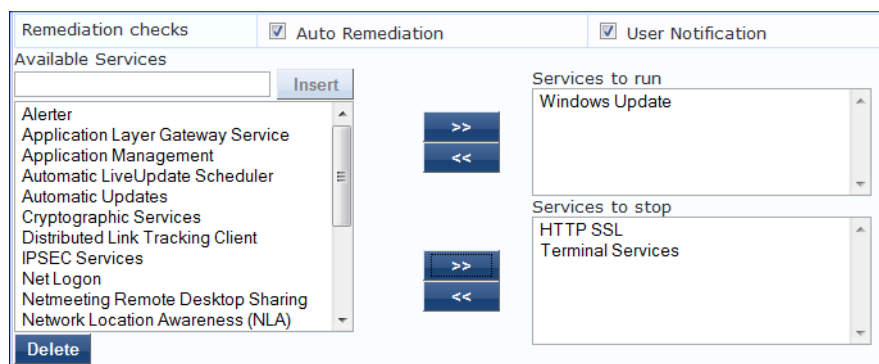 Remediation checks
Auto Remediation
User Notification
Available Services
Insert
Alerter
Application Layer Gateway Service
Application Management
Automatic LiveUpdate Scheduler
Automatic Updates
Cryptographic Services
Distributed Link Tracking Client
IPSEC Services
Net Logon
Netmeeting Remote Desktop Sharing
Network Location Awareness (NLA)
Delete
>>
<<
Services to run
Windows Update
>>
<<
Services to stop
HTTP SSL
Terminal Services